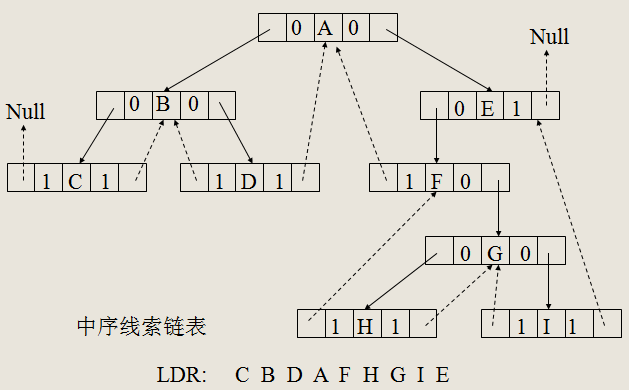 0 A 0
Null
0 B 0
0 E 1
Null
1 C 1
1 D 1
1 F 0
0 G 0
1 H 1
1 I 1
中序线索链表
LDR: C B D A F H G I E